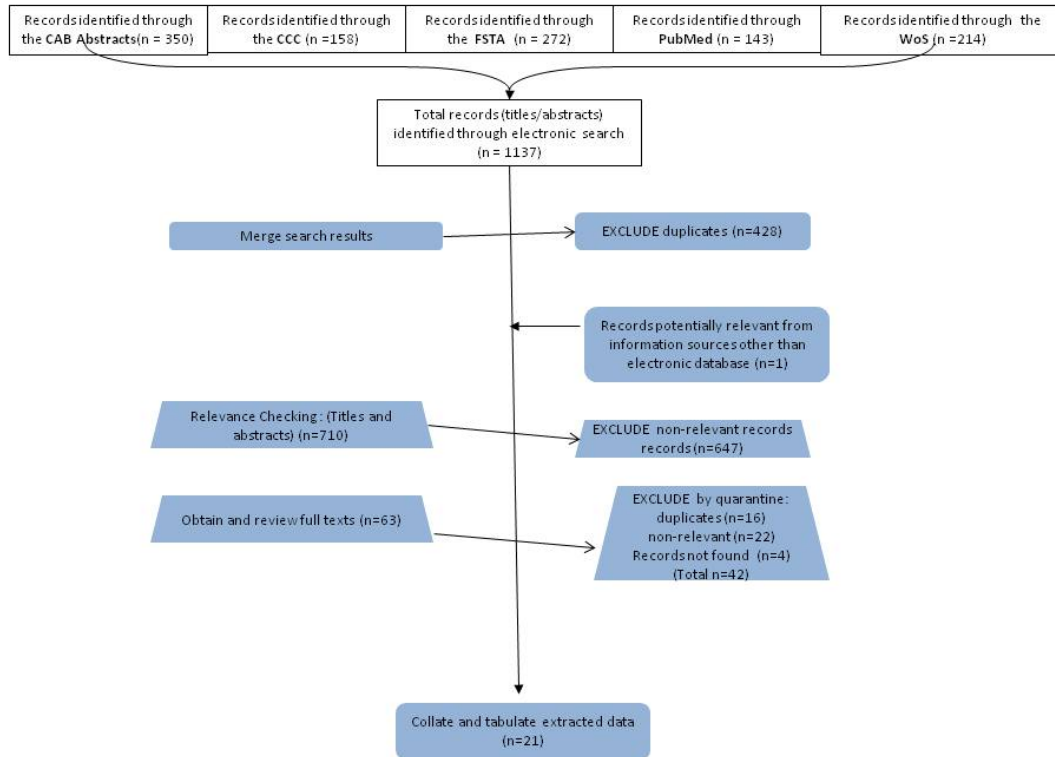 Records identified through
the CAB Abstracts(n = 350)
Records identified through
the CCC (n =158)
Records identified through
the FSTA (n = 272)
Records identified through
PubMed (n = 143)
Records identified through the
WoS (n =214)
Total records (titles/abstracts)
identified through electronic search
(n = 1137)
Merge search results
EXCLUDE duplicates (n=428)
Records potentially relevant from
information sources other than
electronic database (n=1)
Relevance Checking : (Titles and
abstracts) (n=710)
EXCLUDE non-relevant records
records (n=647)
Obtain and review full texts (n=63)
EXCLUDE by quarantine:
duplicates (n=16)
non-relevant (n=22)
Records not found (n=4)
(Total n=42)
Collate and tabulate extracted data
(n=21)